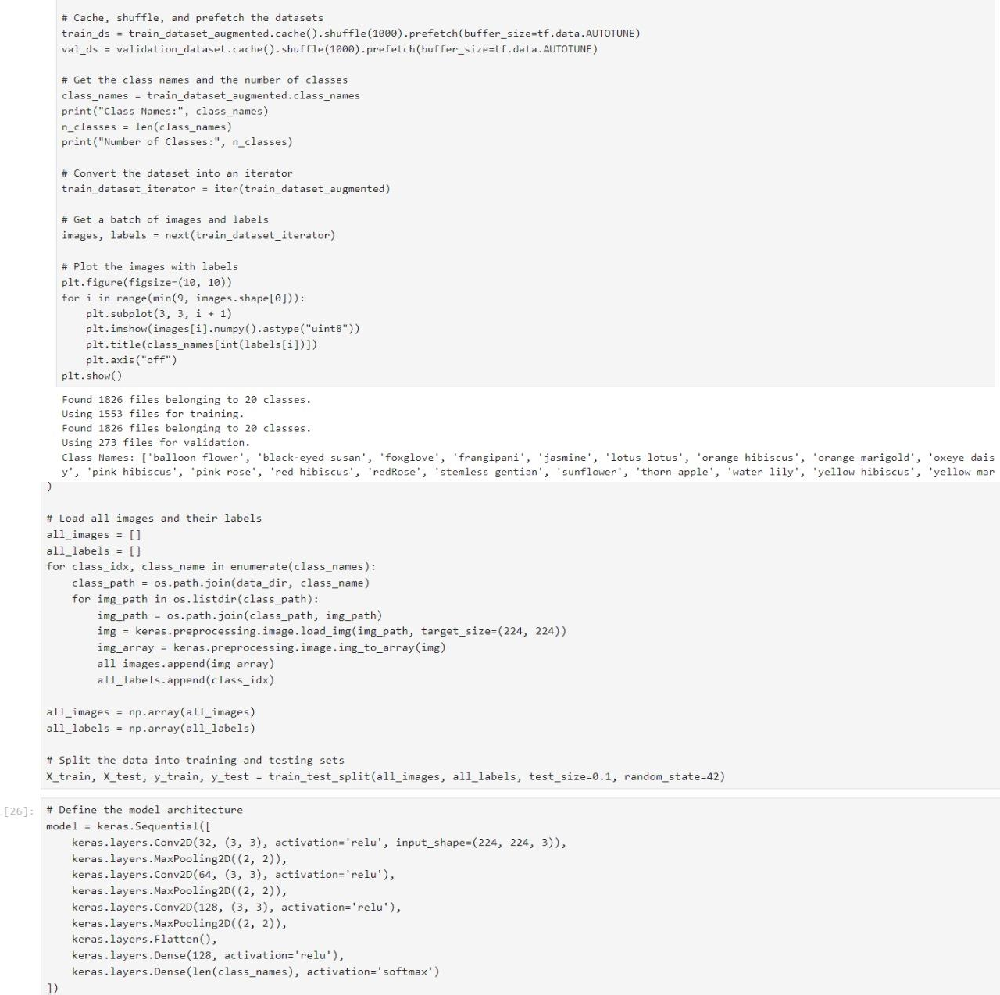 # Cache, shuffle, and prefetch the datasets
train_ds = train_dataset_augmented.cache().shuffle(1000).prefetch(buffer_size=tf.data.AUTOTUNE)
val_ds = validation_dataset.cache().shuffle(1000).prefetch(buffer_size=tf.data.AUTOTUNE)
# Get the class names and the number of classes
class_names = train_dataset_augmented.class_names
print("Class Names:", class_names)
n_classes = len(class_names)
print("Number of Classes:", n_classes)
# Convert the dataset into an iterator
train_dataset_iterator = iter(train_dataset_augmented)
# Get a batch of images and labels
images, labels = next(train_dataset_iterator)
# Plot the images with labels
plt.figure(figsize=(10, 10))
for i in range(min(9, images.shape[0])):
    plt.subplot(3, 3, i + 1)
    plt.imshow(images[i].numpy().astype("uint8"))
    plt.title(class_names[int(labels[i])])
    plt.axis("off")
plt.show()
Found 1826 files belonging to 20 classes.
Using 1553 files for training.
Found 1826 files belonging to 20 classes.
Using 273 files for validation.
Class Names: ['balloon flower', 'black-eyed susan', 'foxglove', 'frangipani', 'jasmine', 'lotus lotus', 'orange hibiscus', 'orange marigold', 'oxeye dais
y', 'pink hibiscus', 'pink rose', 'red hibiscus', 'redRose', 'stemless gentian', 'sunflower', 'thorn apple', 'water lily', 'yellow hibiscus', 'yellow mar
)
# Load all images and their labels
all_images = []
all_labels = []
for class_idx, class_name in enumerate(class_names):
    class_path = os.path.join(data_dir, class_name)
    for img_path in os.listdir(class_path):
        img_path = os.path.join(class_path, img_path)
        img = keras.preprocessing.image.load_img(img_path, target_size=(224, 224))
        img_array = keras.preprocessing.image.img_to_array(img)
        all_images.append(img_array)
        all_labels.append(class_idx)
all_images = np.array(all_images)
all_labels = np.array(all_labels)
# Split the data into training and testing sets
X_train, X_test, y_train, y_test = train_test_split(all_images, all_labels, test_size=0.1, random_state=42)
[26]: # Define the model architecture
model = keras.Sequential([
    keras.layers.Conv2D(32, (3, 3), activation='relu', input_shape=(224, 224, 3)),
    keras.layers.MaxPooling2D((2, 2)),
    keras.layers.Conv2D(64, (3, 3), activation='relu'),
    keras.layers.MaxPooling2D((2, 2)),
    keras.layers.Conv2D(128, (3, 3), activation='relu'),
    keras.layers.MaxPooling2D((2, 2)),
    keras.layers.Flatten(),
    keras.layers.Dense(128, activation='relu'),
    keras.layers.Dense(len(class_names), activation='softmax')
])